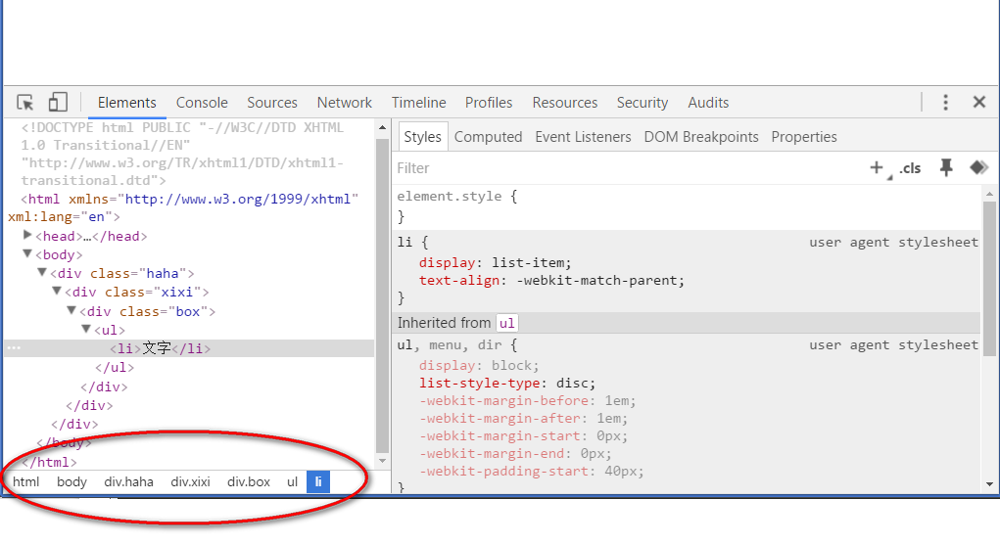 Elements Console Sources Network Timeline Profiles Resources Security Audits
<!DOCTYPE html PUBLIC "-//W3C//DTD XHTML
1.0 Transitional//EN"
"http://www.w3.org/TR/xhtml1/DTD/xhtml1-
transitional.dtd">
<html xmlns="http://www.w3.org/1999/xhtml"
xml:lang="en">
<head>…</head>
<body>
<div class="haha">
<div class="xixi">
<div class="box">
<ul>
<li>文字</li>
</ul>
</div>
</div>
</div>
</body>
</html>
html body div.haha div.xixi div.box ul li
Styles Computed Event Listeners DOM Breakpoints Properties
Filter + .cls
element.style {
}
li { user agent stylesheet
display: list-item;
text-align: -webkit-match-parent;
}
Inherited from ul
ul, menu, dir { user agent stylesheet
display: block;
list-style-type: disc;
-webkit-margin-before: 1em;
-webkit-margin-after: 1em;
-webkit-margin-start: 0px;
-webkit-margin-end: 0px;
-webkit-padding-start: 40px;
}